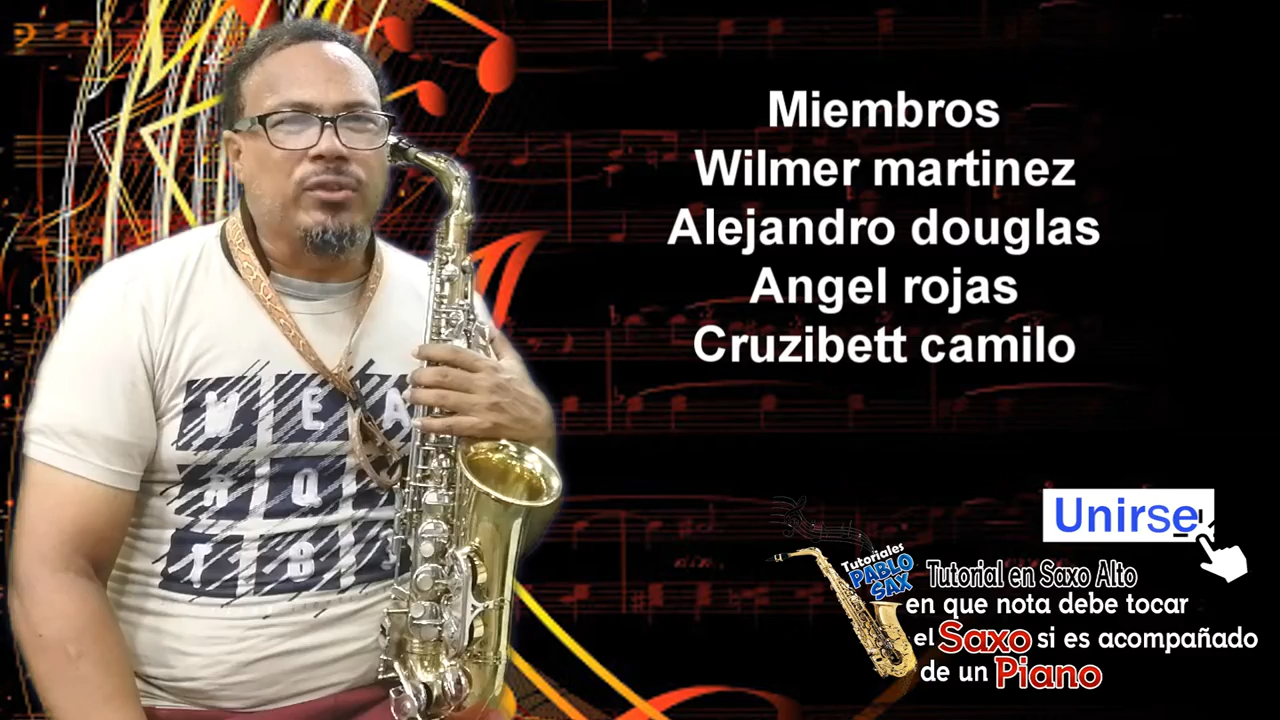 Miembros
Wilmer martinez
Alejandro douglas
Angel rojas
Cruzibett camilo
Unirse
Tutoriales
PABLO
SAX
Tutorial en Saxo Alto
en que nota debe tocar
el Saxo si es acompañado
de un Piano